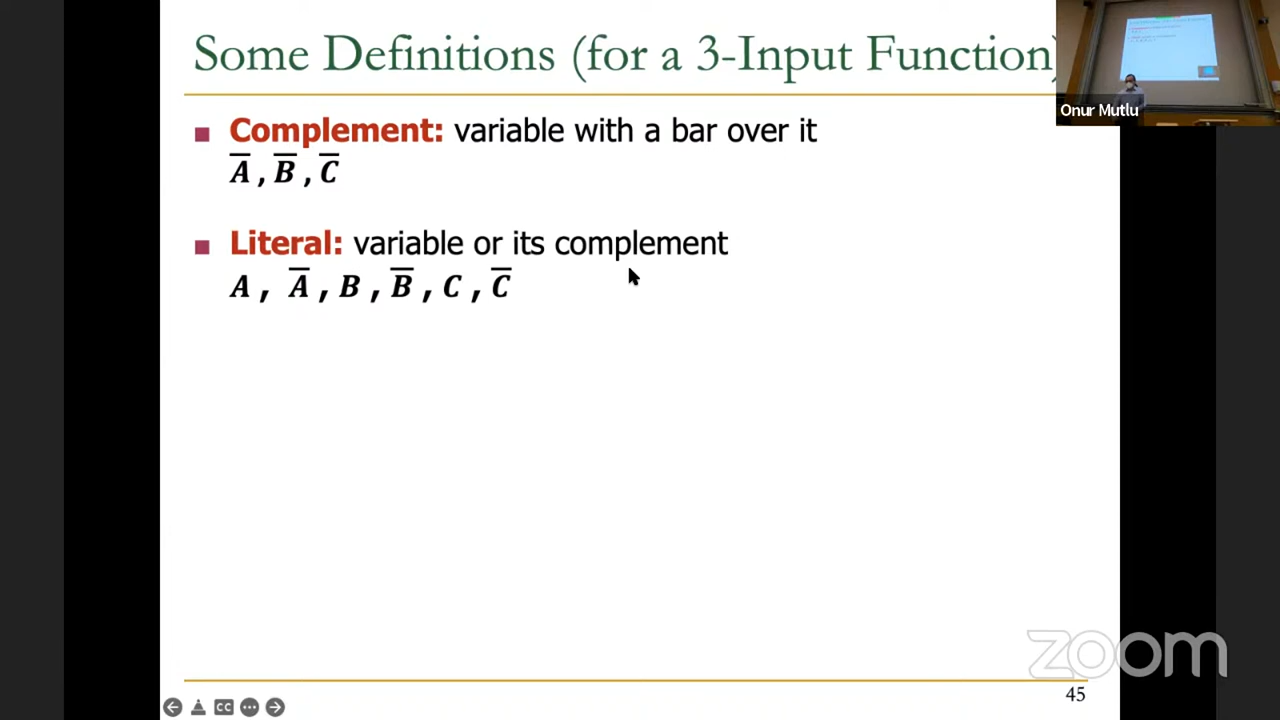 Some Definitions (for a 3-Input Function)
Onur Mutlu
■ Complement: variable with a bar over it
A̅ , B̅ , C̅
■ Literal: variable or its complement
A , A̅ , B , B̅ , C , C̅
zoom
CC
45